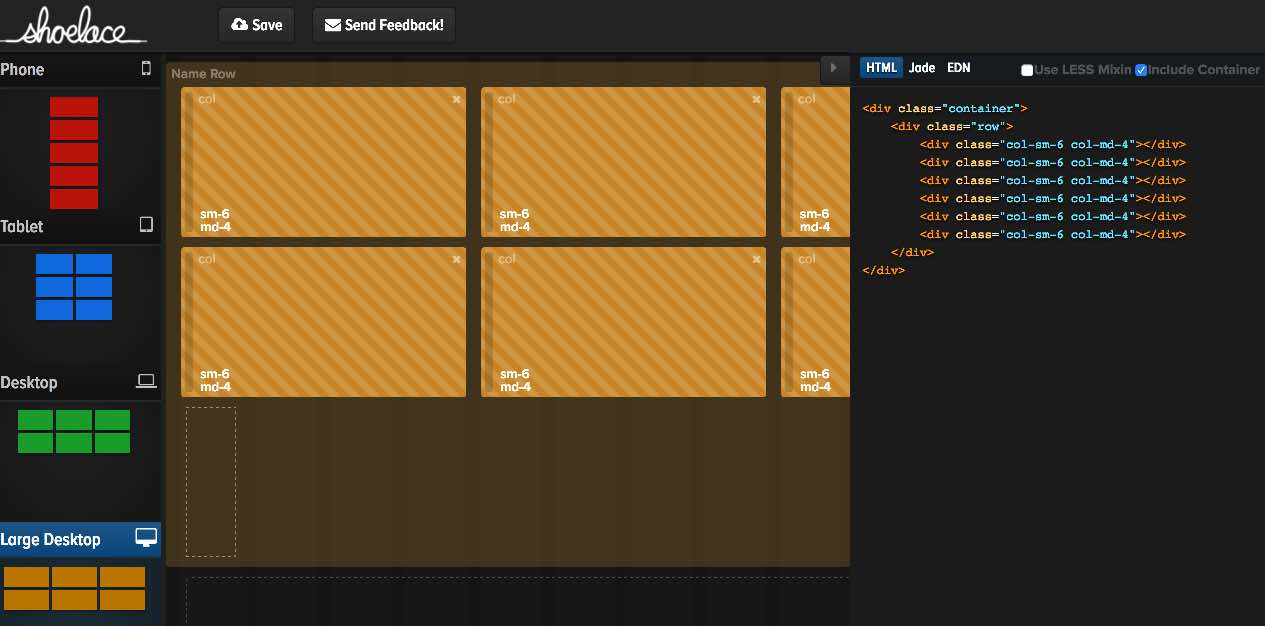 shoelace
Save
Send Feedback!
Phone
Tablet
Desktop
Large Desktop
Name Row
col
sm-6
md-4
col
sm-6
md-4
col
sm-6
md-4
col
sm-6
md-4
col
sm-6
md-4
col
sm-6
md-4
HTML Jade EDN Use LESS Mixin Include Container
<div class="container">
<div class="row">
<div class="col-sm-6 col-md-4"></div>
<div class="col-sm-6 col-md-4"></div>
<div class="col-sm-6 col-md-4"></div>
<div class="col-sm-6 col-md-4"></div>
<div class="col-sm-6 col-md-4"></div>
<div class="col-sm-6 col-md-4"></div>
</div>
</div>